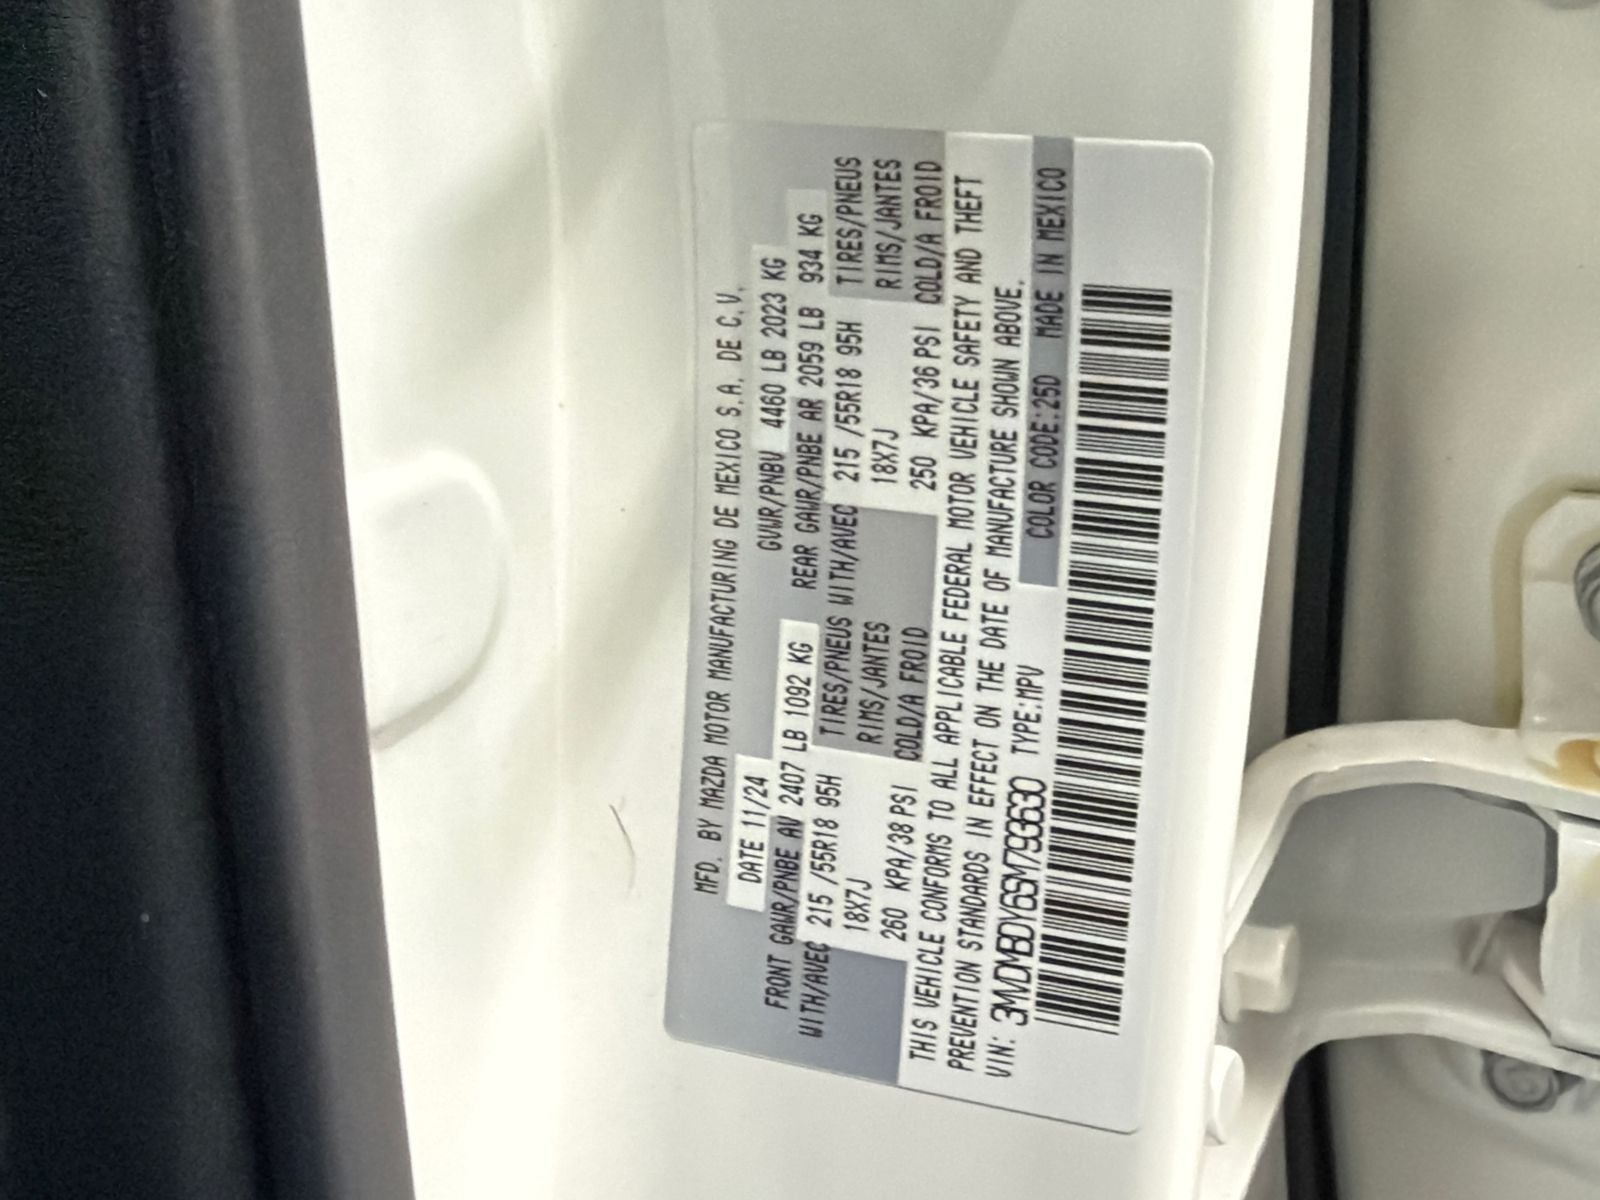 MFD. BY MAZDA MOTOR MANUFACTURING DE MEXICO S.A. DE C.V.
DATE 11/24 GVWR/PNBV 4460 LB 2023 KG
FRONT GAWR/PNBE AV 2407 LB 1092 KG REAR GAWR/PNBE AR 2059 LB 934 KG
WITH/AVEC 215 /55R18 95H TIRES/PNEUS WITH/AVEC 215 /55R18 95H TIRES/PNEUS
18X7J RIMS/JANTES 18X7J RIMS/JANTES
260 KPA/38 PSI COLD/A FROID 250 KPA/36 PSI COLD/A FROID
THIS VEHICLE CONFORMS TO ALL APPLICABLE FEDERAL MOTOR VEHICLE SAFETY AND THEFT
PREVENTION STANDARDS IN EFFECT ON THE DATE OF MANUFACTURE SHOWN ABOVE.
VIN: 3MVDMBDY6SM793630 TYPE:MPV COLOR CODE:25D MADE IN MEXICO